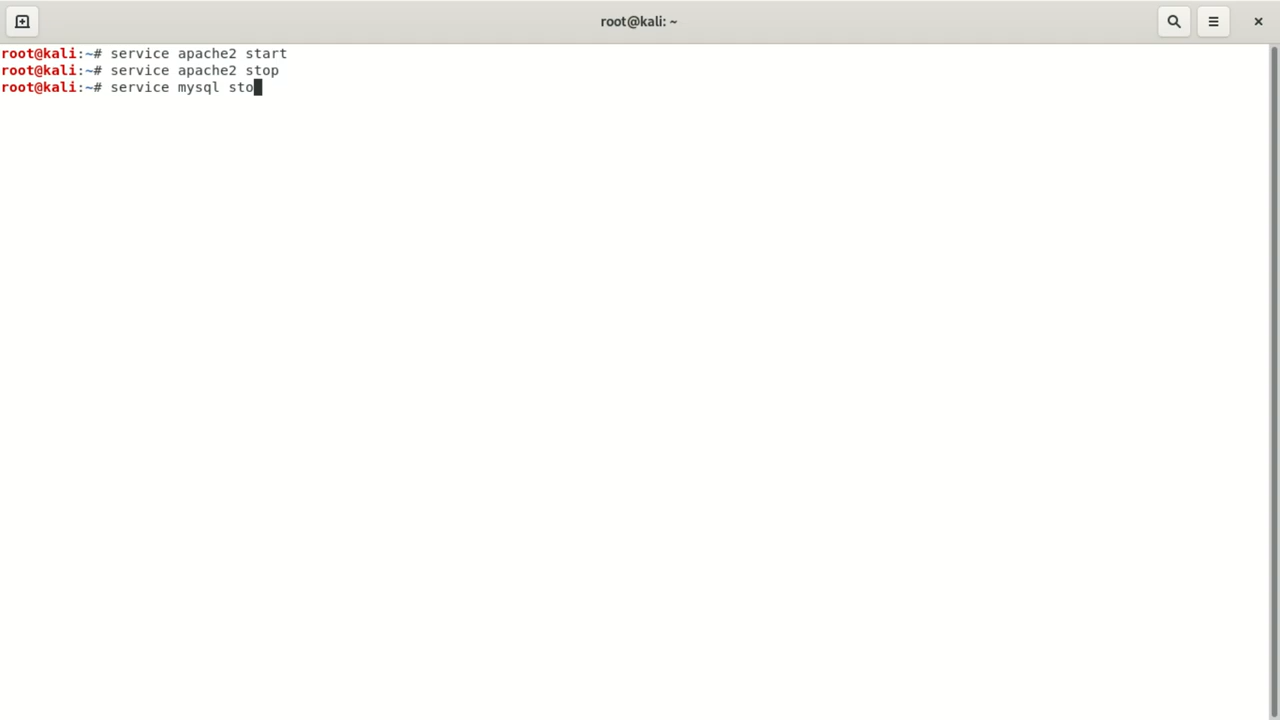 root@kali: ~
root@kali:~# service apache2 start
root@kali:~# service apache2 stop
root@kali:~# service mysql sto